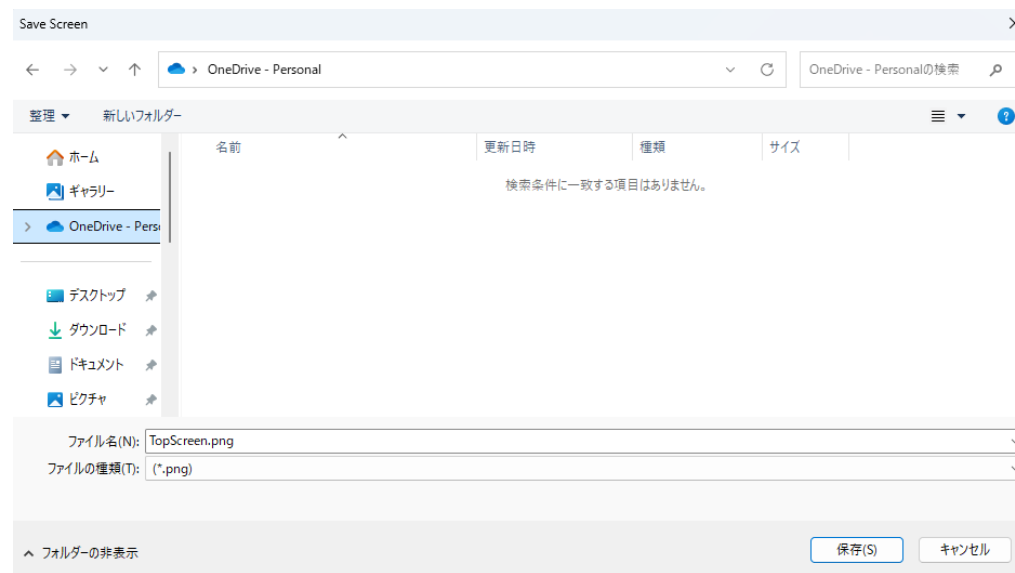 Save Screen
OneDrive - Personal
OneDrive - Personalの検索
整理 新しいフォルダー
名前 更新日時 種類 サイズ
検索条件に一致する項目はありません。
ホーム
ギャラリー
OneDrive - Perso
デスクトップ
ダウンロード
ドキュメント
ピクチャ
ファイル名(N): TopScreen.png
ファイルの種類(T): (*.png)
フォルダーの非表示
保存(S) キャンセル